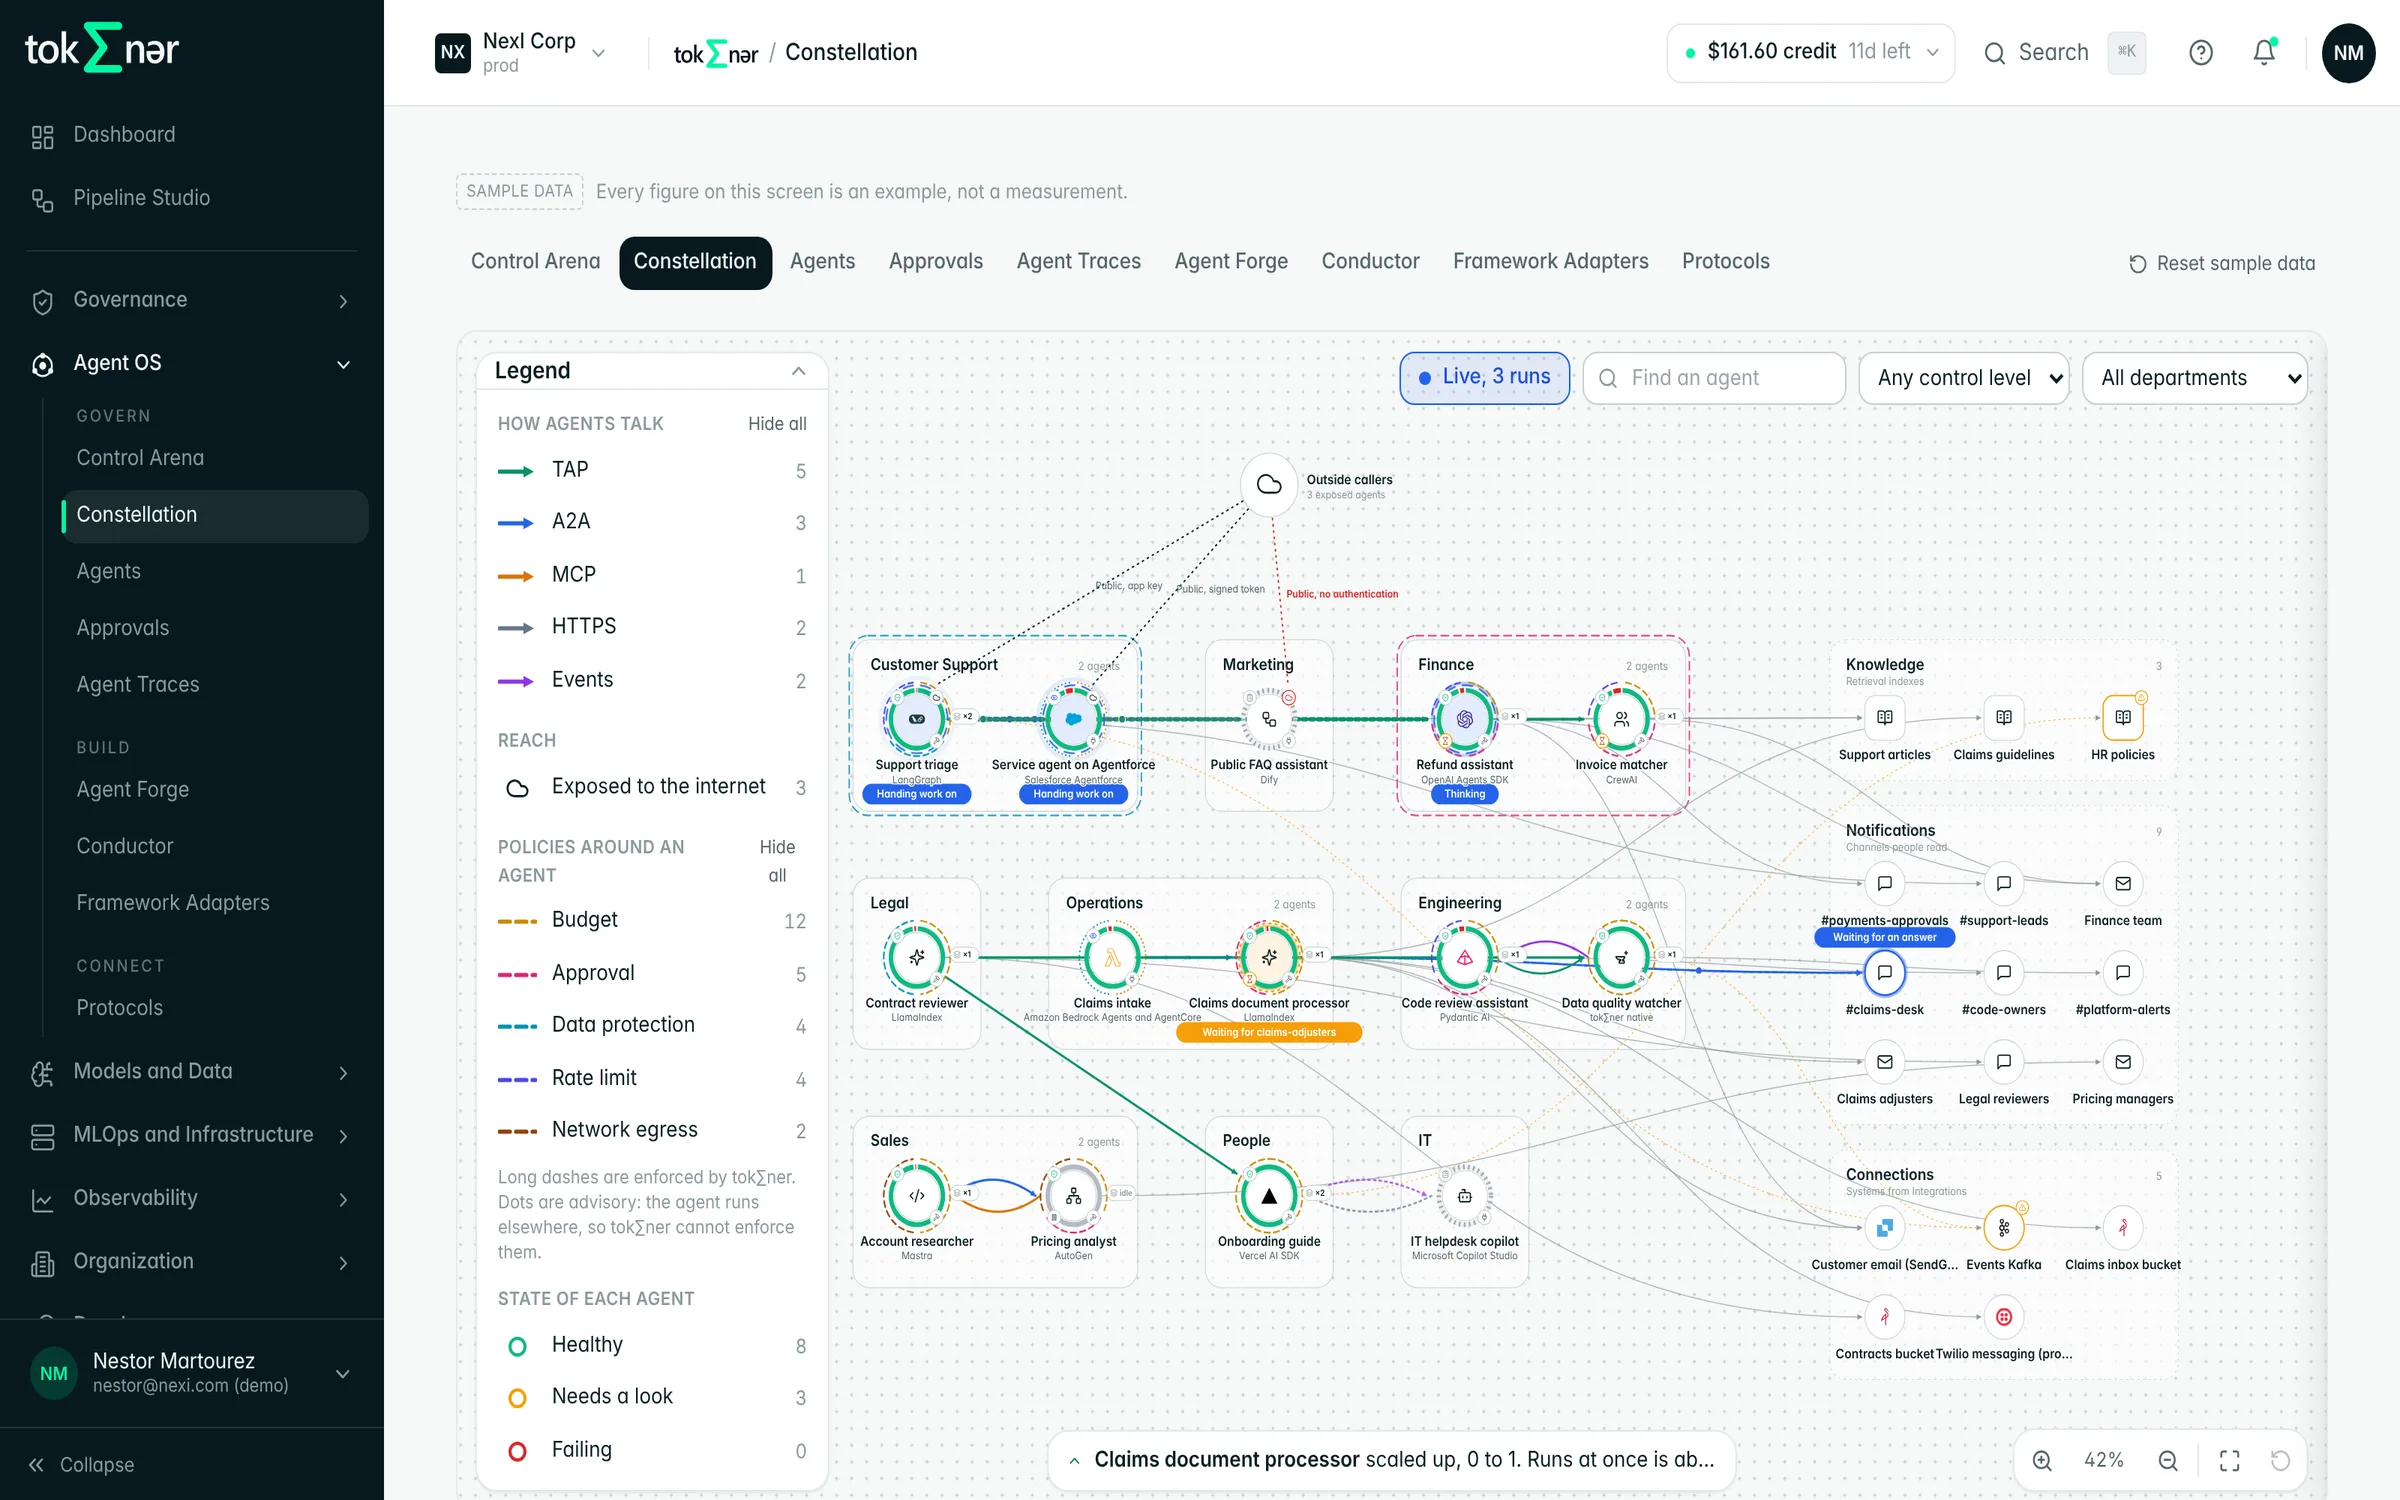 tok∑nər
Dashboard
Pipeline Studio
Governance
Agent OS
GOVERN
Control Arena
Constellation
Agents
Approvals
Agent Traces
BUILD
Agent Forge
Conductor
Framework Adapters
CONNECT
Protocols
Models and Data
MLOps and Infrastructure
Observability
Organization
NM
Nestor Martourez
nestor@nexi.com (demo)
Collapse
NX
Nexl Corp
prod
tok∑nər / Constellation
$161.60 credit 11d left
Search ⌘K
NM
SAMPLE DATA Every figure on this screen is an example, not a measurement.
Control Arena Constellation Agents Approvals Agent Traces Agent Forge Conductor Framework Adapters Protocols
Reset sample data
Legend
HOW AGENTS TALK Hide all
TAP 5
A2A 3
MCP 1
HTTPS 2
Events 2
REACH
Exposed to the internet 3
POLICIES AROUND AN AGENT Hide all
Budget 12
Approval 5
Data protection 4
Rate limit 4
Network egress 2
Long dashes are enforced by tok∑ner.
Dots are advisory: the agent runs
elsewhere, so tok∑ner cannot enforce
them.
STATE OF EACH AGENT
Healthy 8
Needs a look 3
Failing 0
Live, 3 runs
Find an agent
Any control level
All departments
Outside callers
3 exposed agents
Public, app key
Public, signed token
Public, no authentication
Customer Support 2 agents
×2
Support triage
LangGraph
Handing work on
Service agent on Agentforce
Salesforce Agentforce
Handing work on
Marketing
Public FAQ assistant
Dify
Finance 2 agents
×1
×1
Refund assistant
OpenAI Agents SDK
Thinking
Invoice matcher
CrewAI
Knowledge 3
Retrieval indexes
Support articles
Claims guidelines
HR policies
Notifications 9
Channels people read
#payments-approvals
#support-leads
Finance team
Waiting for an answer
#claims-desk
#code-owners
#platform-alerts
Claims adjusters
Legal reviewers
Pricing managers
Legal
×1
Contract reviewer
LlamaIndex
Operations 2 agents
×1
Claims intake
Amazon Bedrock Agents and AgentCore
Claims document processor
LlamaIndex
Waiting for claims-adjusters
Engineering 2 agents
×1
×1
Code review assistant
Pydantic AI
Data quality watcher
tok∑ner native
Sales 2 agents
×1
idle
Account researcher
Mastra
Pricing analyst
AutoGen
People
×2
Onboarding guide
Vercel AI SDK
IT
IT helpdesk copilot
Microsoft Copilot Studio
Connections 5
Systems from Integrations
Customer email (SendG...
Events Kafka
Claims inbox bucket
Contracts bucket
Twilio messaging (pro...
Claims document processor scaled up, 0 to 1. Runs at once is ab...
42%